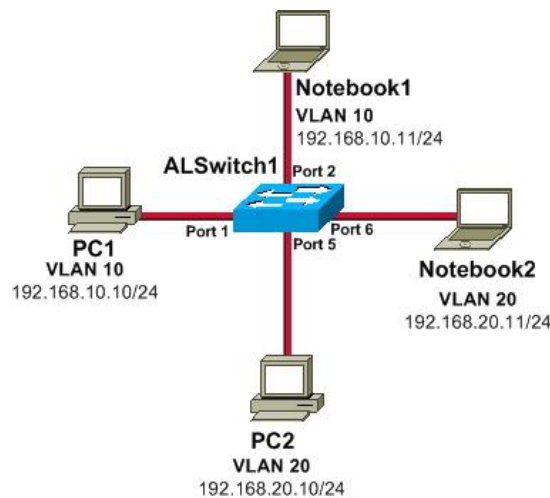 Notebook1
VLAN 10
192.168.10.11/24
ALSwitch1
Port 2
Port 1
Port 6
Port 5
PC1
VLAN 10
192.168.10.10/24
Notebook2
VLAN 20
192.168.20.11/24
PC2
VLAN 20
192.168.20.10/24